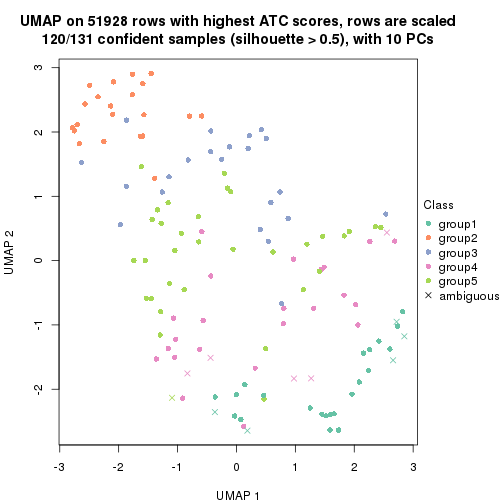 UMAP on 51928 rows with highest ATC scores, rows are scaled
120/131 confident samples (silhouette > 0.5), with 10 PCs
3
2
1
0
-1
-2
UMAP 2
-3
-2
-1
0
1
2
3
UMAP 1
Class
group1
group2
group3
group4
group5
ambiguous